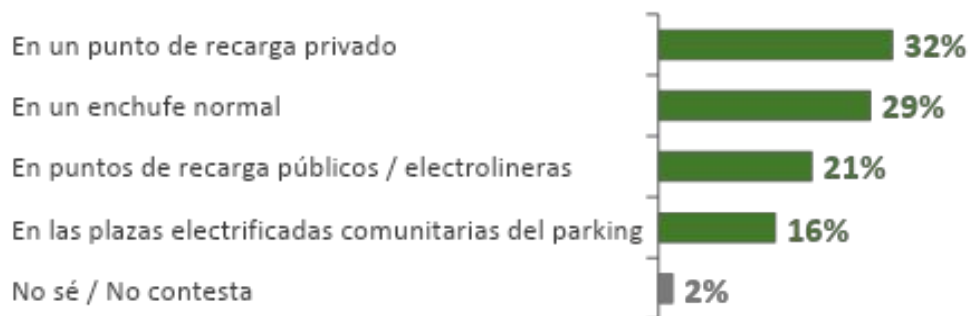 En un punto de recarga privado 32%
En un enchufe normal 29%
En puntos de recarga públicos / electrolineras 21%
En las plazas electrificadas comunitarias del parking 16%
No sé / No contesta 2%